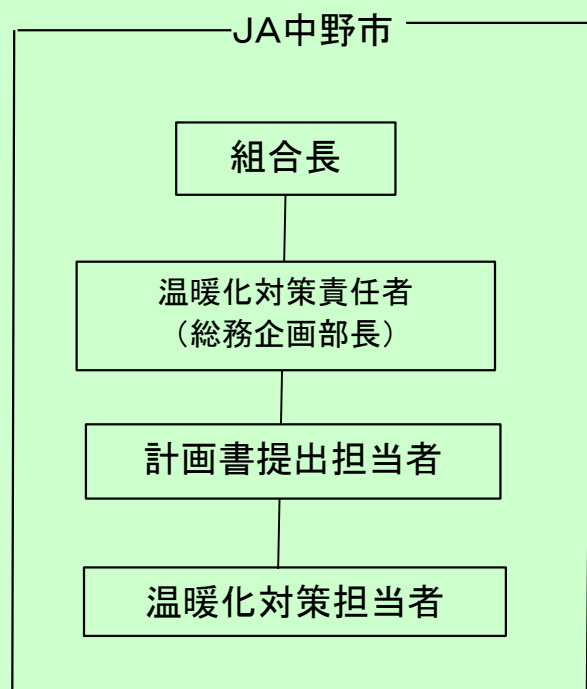 JA中野市
組合長
温暖化対策責任者
（総務企画部長）
計画書提出担当者
温暖化対策担当者